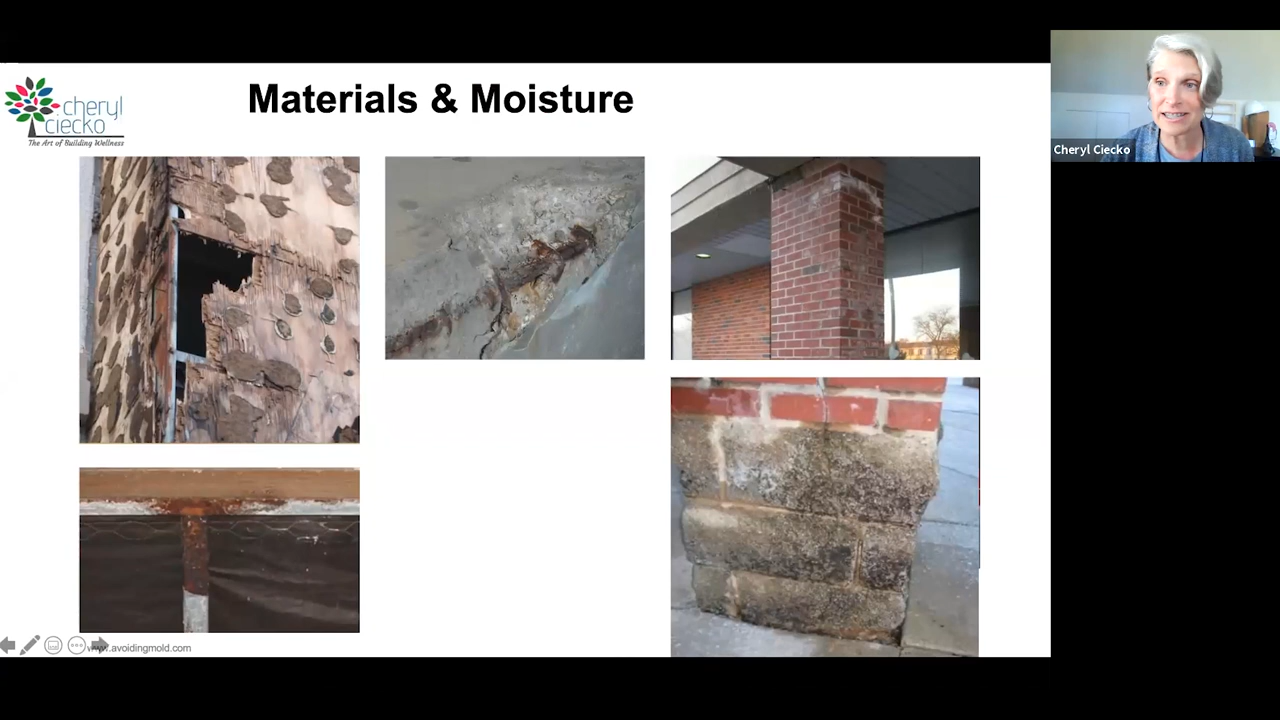 Materials & Moisture
cheryl
ciecko
The Art of Building Wellness
Cheryl Ciecko
www.avoidingmold.com